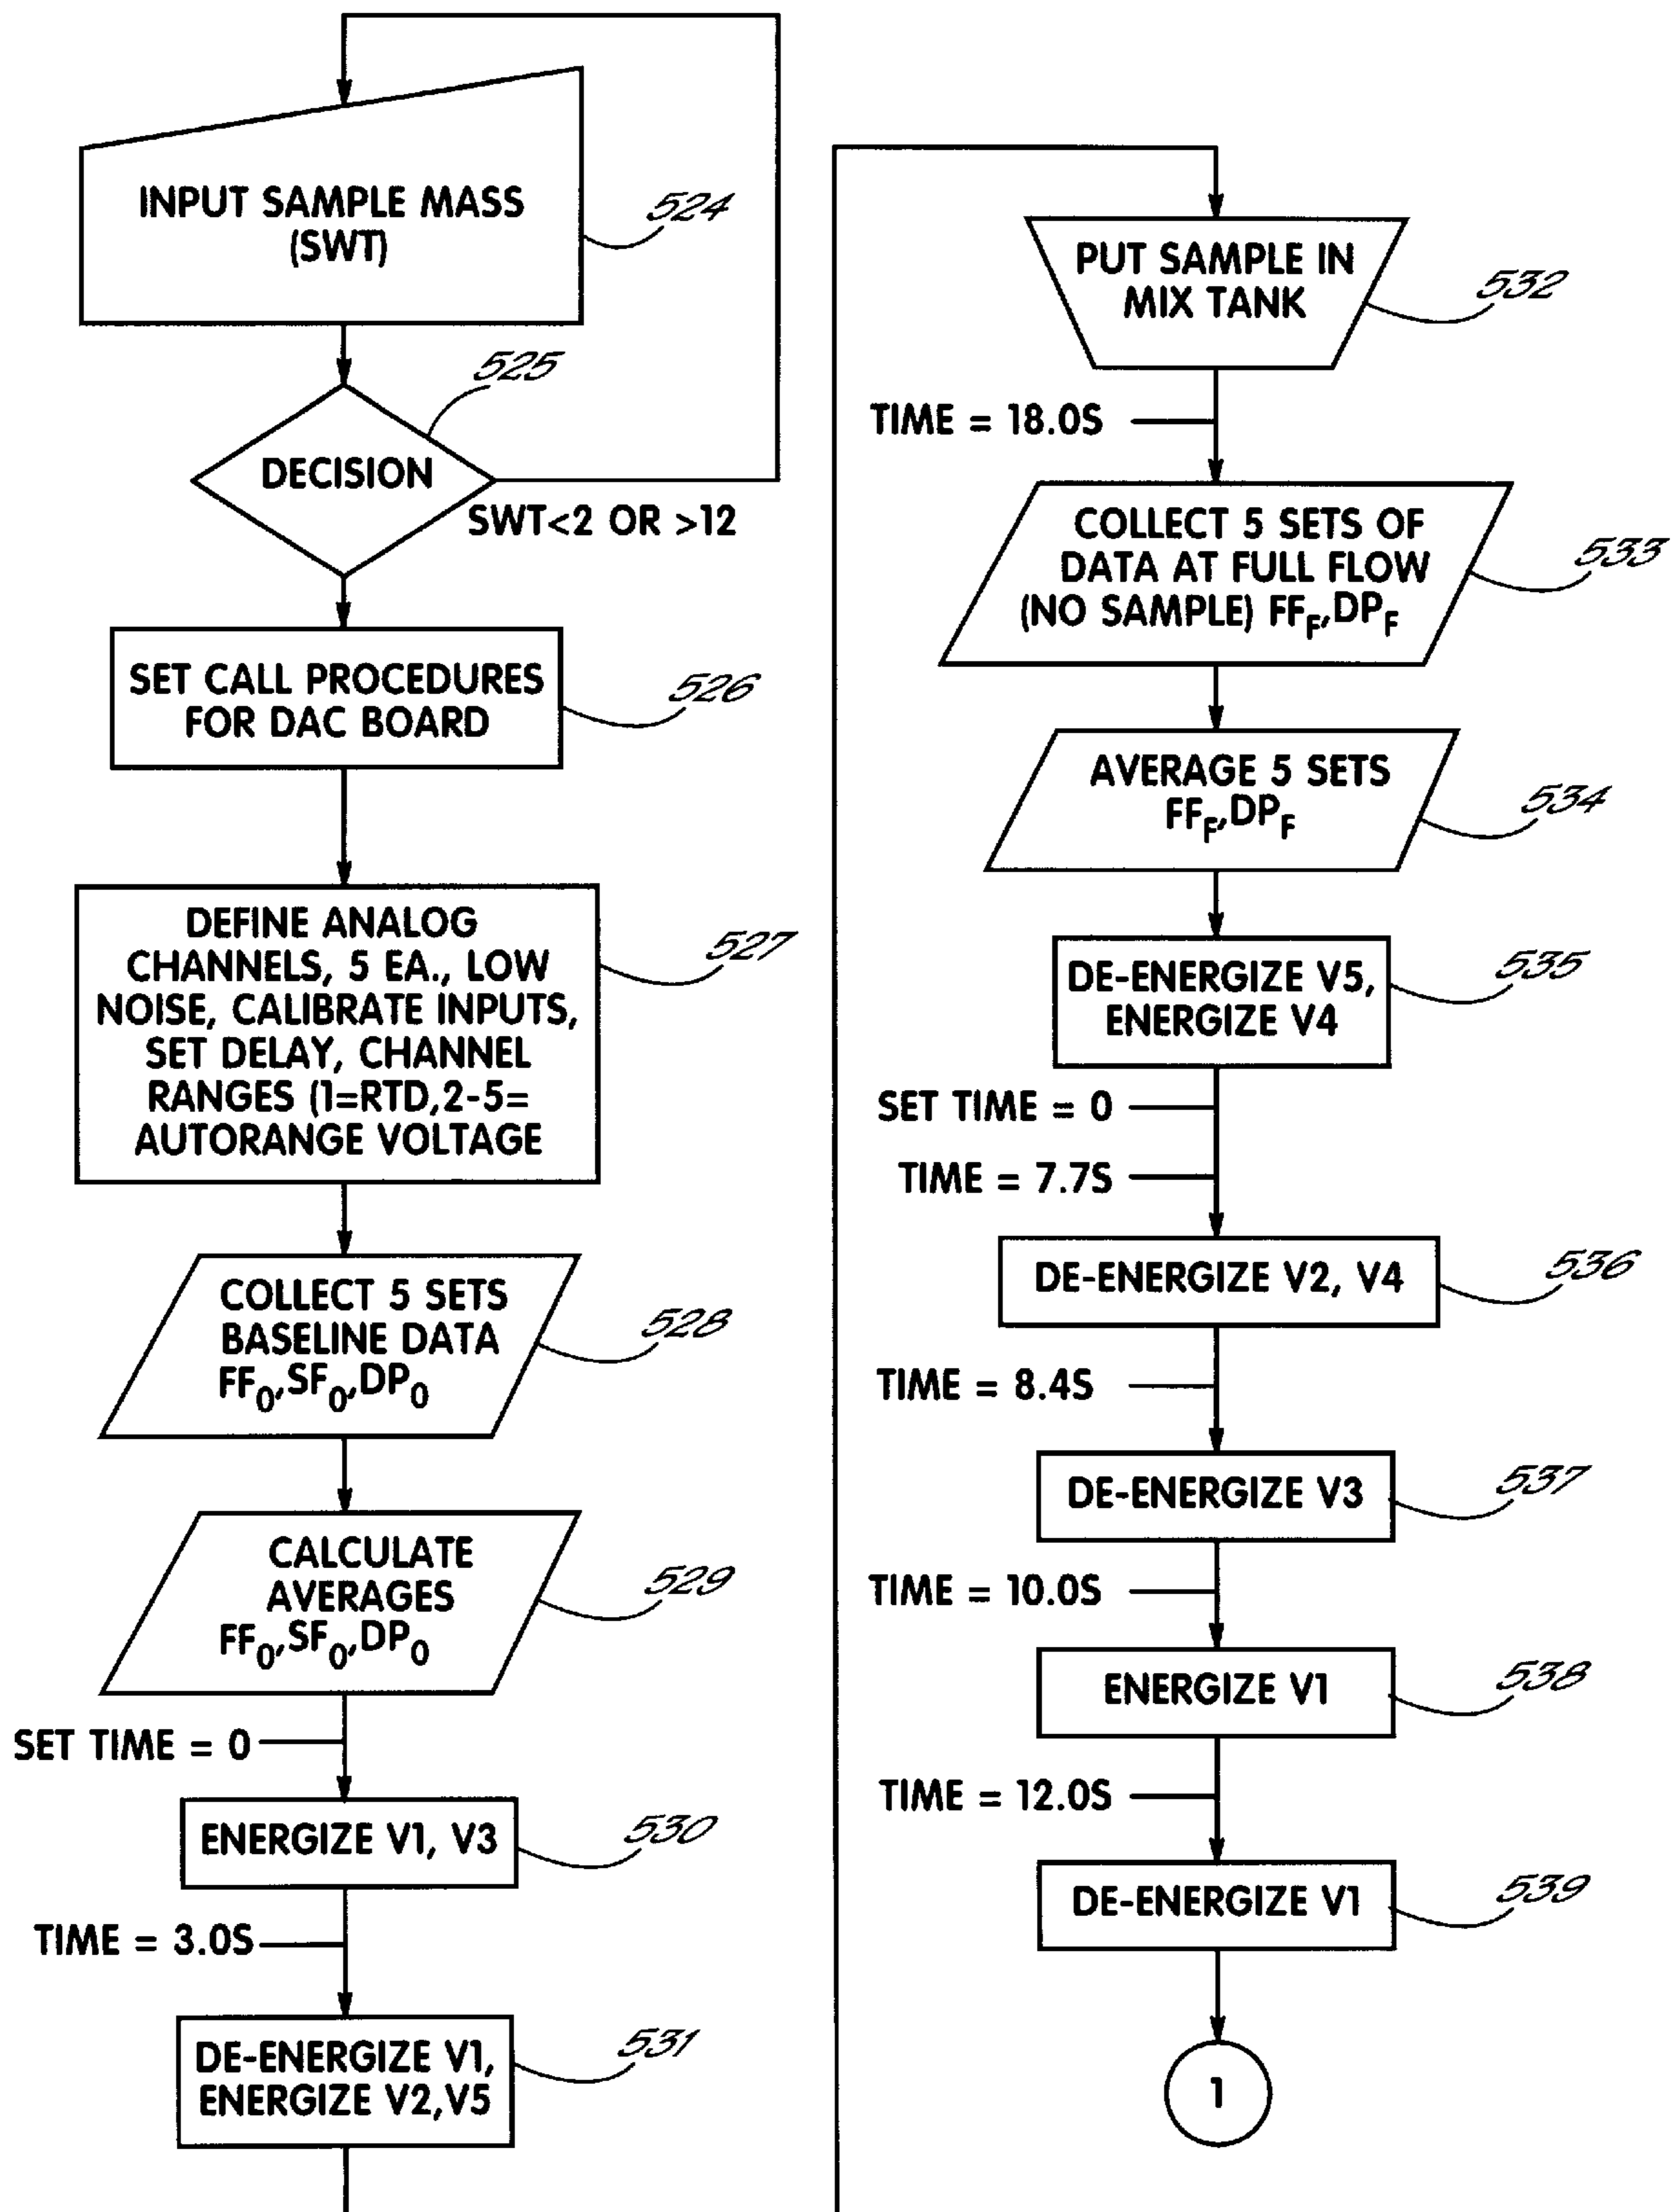 INPUT SAMPLE MASS
(SWT)
524
525
DECISION
SWT<2 OR >12
SET CALL PROCEDURES
FOR DAC BOARD
526
DEFINE ANALOG
CHANNELS, 5 EA., LOW
NOISE, CALIBRATE INPUTS,
SET DELAY, CHANNEL
RANGES (1=RTD,2-5=
AUTORANGE VOLTAGE
527
COLLECT 5 SETS
BASELINE DATA
FF0,SF0,DP0
528
CALCULATE
AVERAGES
FF0,SF0,DP0
529
SET TIME = 0
ENERGIZE V1, V3
530
TIME = 3.0S
DE-ENERGIZE V1,
ENERGIZE V2,V5
531
PUT SAMPLE IN
MIX TANK
532
TIME = 18.0S
COLLECT 5 SETS OF
DATA AT FULL FLOW
(NO SAMPLE) FFF,DPF
533
AVERAGE 5 SETS
FFF,DPF
534
DE-ENERGIZE V5,
ENERGIZE V4
535
SET TIME = 0
TIME = 7.7S
DE-ENERGIZE V2, V4
536
TIME = 8.4S
DE-ENERGIZE V3
537
TIME = 10.0S
ENERGIZE V1
538
TIME = 12.0S
DE-ENERGIZE V1
539
1